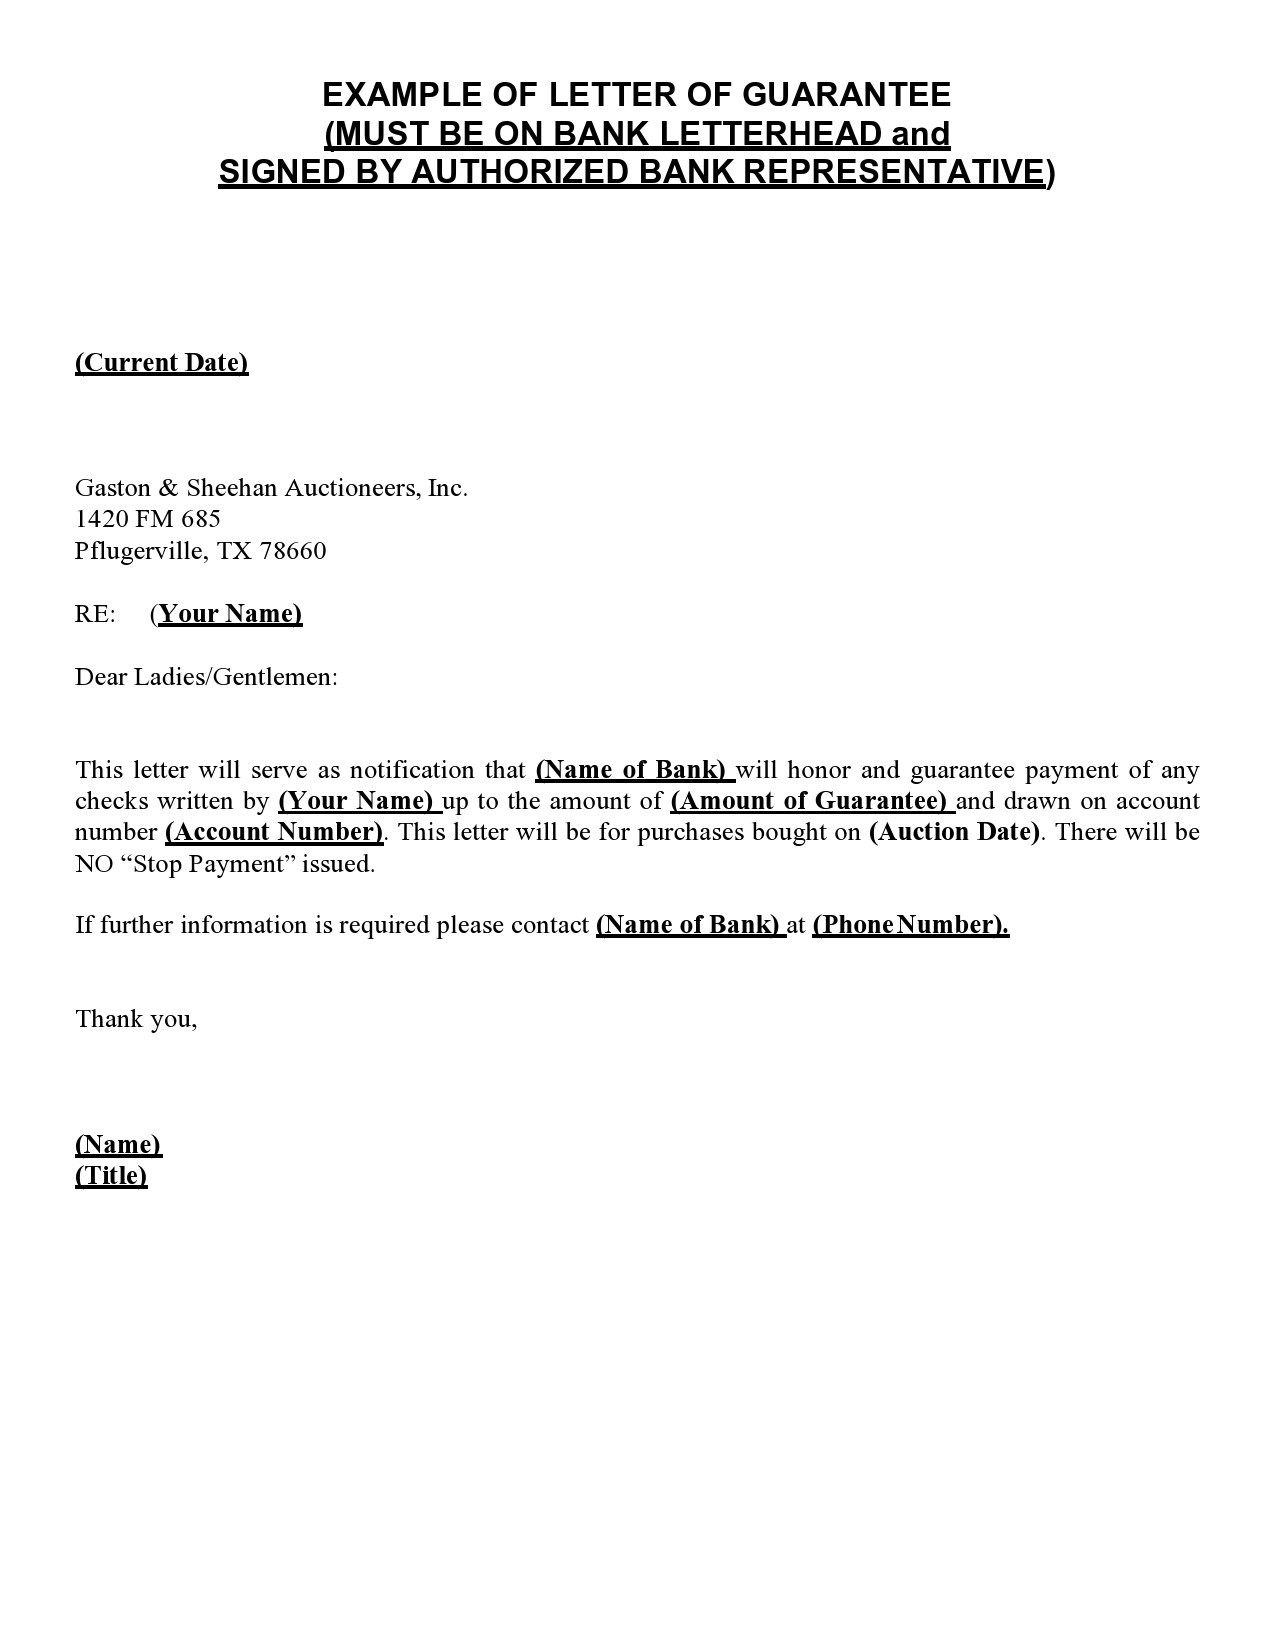 EXAMPLE OF LETTER OF GUARANTEE
(MUST BE ON BANK LETTERHEAD and
SIGNED BY AUTHORIZED BANK REPRESENTATIVE)
(Current Date)
Gaston & Sheehan Auctioneers, Inc.
1420 FM 685
Pflugerville, TX 78660
RE: (Your Name)
Dear Ladies/Gentlemen:
This letter will serve as notification that (Name of Bank) will honor and guarantee payment of any
checks written by (Your Name) up to the amount of (Amount of Guarantee) and drawn on account
number (Account Number). This letter will be for purchases bought on (Auction Date). There will be
NO “Stop Payment” issued.
If further information is required please contact (Name of Bank) at (Phone Number).
Thank you,
(Name)
(Title)